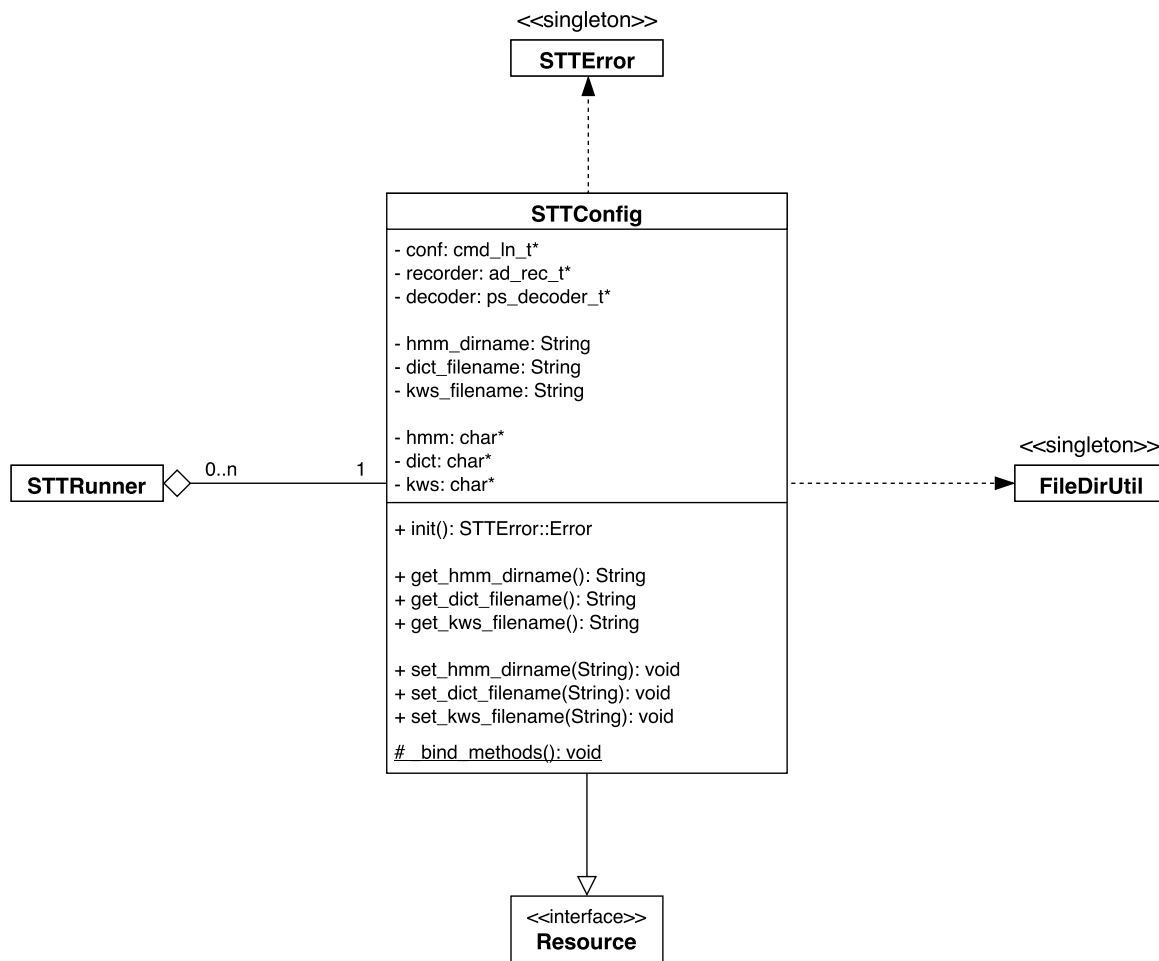 <<singleton>>
STTError
STTConfig
- conf: cmd_ln_t*
- recorder: ad_rec_t*
- decoder: ps_decoder_t*
- hmm_dirname: String
- dict_filename: String
- kws_filename: String
- hmm: char*
- dict: char*
- kws: char*
STTRunner
0..n
1
<<singleton>>
FileDirUtil
+ init(): STTError::Error
+ get_hmm_dirname(): String
+ get_dict_filename(): String
+ get_kws_filename(): String
+ set_hmm_dirname(String): void
+ set_dict_filename(String): void
+ set_kws_filename(String): void
# _bind_methods(): void
<<interface>>
Resource